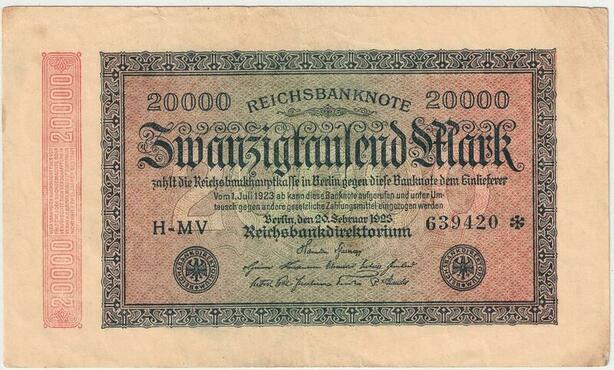 20000 REICHSBANKNOTE 20000
Zwanzigtausend Mark
zahlt die Reichsbankhauptkasse in Berlin gegen diese Banknote dem Einlieferer
Vom 1. Juli 1923 ab kann diese Banknote aufgerufen und unter Um-
tausch gegen andere gesetzliche Zahlungsmittel eingezogen werden
Berlin, den 20. Februar 1923
H-MV 639420 ✻
Reichsbankdirektorium
20000
20000
20000